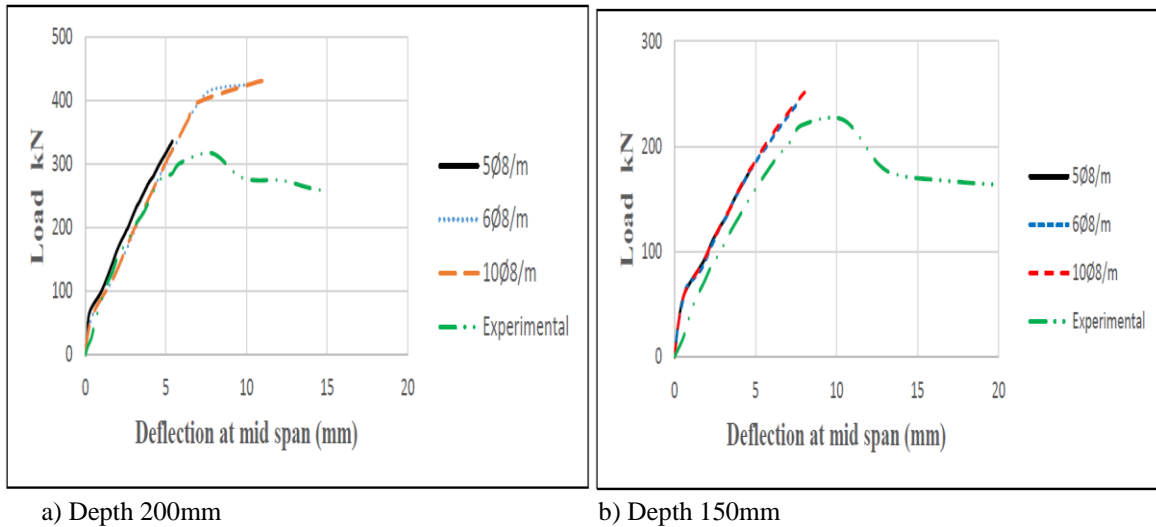 500
400
300
200
100
0
0 5 10 15 20
Load kN
Deflection at mid span (mm)
5Ø8/m
6Ø8/m
10Ø8/m
Experimental
300
200
100
0
0 5 10 15 20
Load kN
Deflection at mid span (mm)
5Ø8/m
6Ø8/m
10Ø8/m
Experimental
a) Depth 200mm
b) Depth 150mm